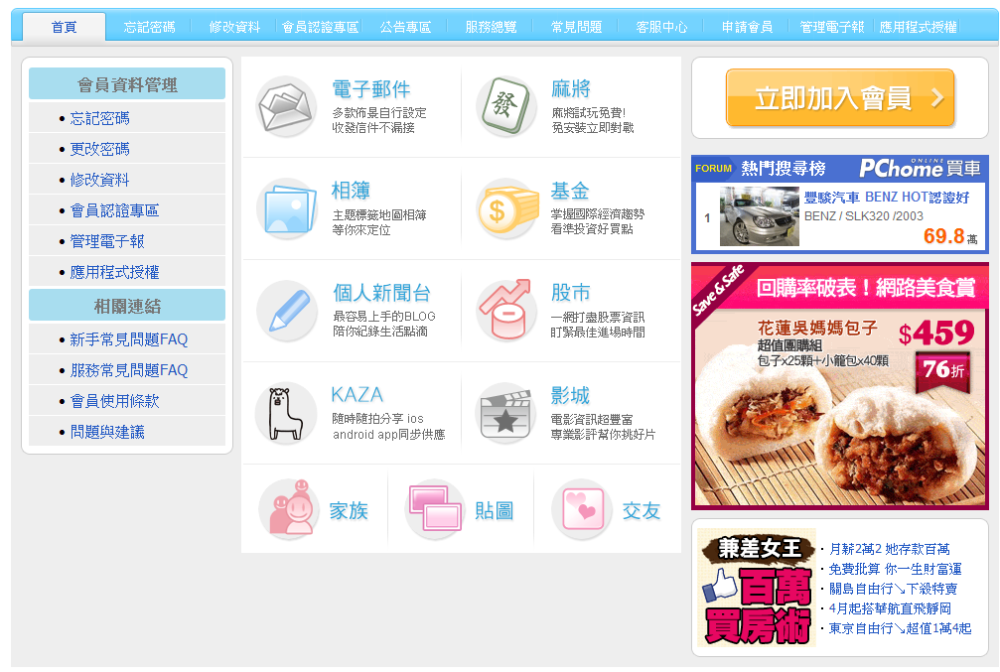 首頁 忘記密碼 修改資料 會員認證專區 公告專區 服務總覽 常見問題 客服中心 申請會員 管理電子報 應用程式授權
會員資料管理
• 忘記密碼
• 更改密碼
• 修改資料
• 會員認證專區
• 管理電子報
• 應用程式授權
相關連結
• 新手常見問題FAQ
• 服務常見問題FAQ
• 會員使用條款
• 問題與建議
電子郵件
多款佈景自行設定
收發信件不漏接
發
麻將
麻將試玩免費!
免安裝立即對戰
相簿
主題標籤地圖相簿
等你來定位
$
基金
掌握國際經濟趨勢
看準投資好買點
個人新聞台
最容易上手的BLOG
陪你紀錄生活點滴
股市
一網打盡股票資訊
盯緊最佳進場時間
KAZA
隨時隨拍分享 ios
android app同步供應
影城
電影資訊超豐富
專業影評幫你挑好片
家族
貼圖
交友
立即加入會員
FORUM 熱門搜尋榜 PChome ONLINE 買車
1
豐駿汽車 BENZ HOT認證好
BENZ / SLK320 /2003
69.8 萬
Save & Safe
回購率破表！網路美食賞
花蓮吳媽媽包子
超值團購組
包子x25顆+小籠包x40顆
$459
76折
兼差女王
百萬
買房術
· 月薪2萬2 她存款百萬
· 免費批算 你一生財富運
· 關島自由行↘下殺特賣
· 4月起搭華航直飛靜岡
· 東京自由行↘超值1萬4起